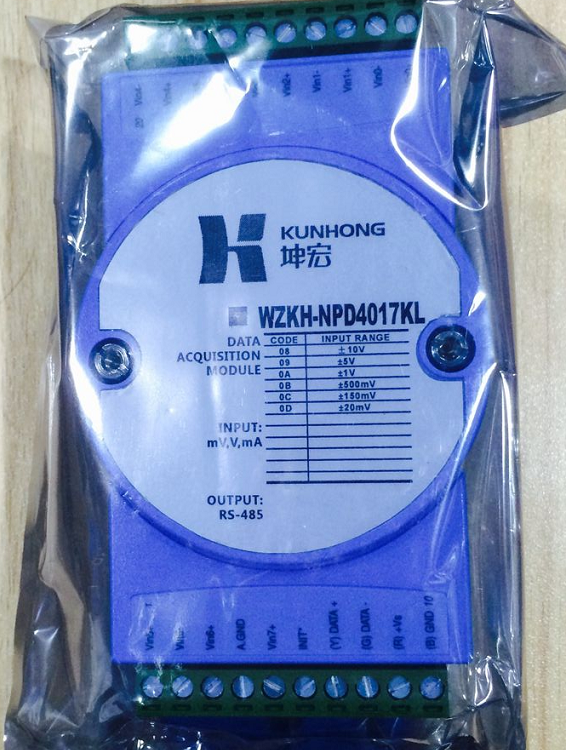 20
Vin2+
Vin1-
Vin1+
Vin0-
KUNHONG
坤宏
WZKH-NPD4017KL
DATA
ACQUISITION
MODULE
CODE INPUT RANGE
08 ±10V
09 ±5V
0A ±1V
0B ±500mV
0C ±150mV
0D ±20mV
INPUT:
mV,V,mA
OUTPUT:
RS-485
Vin6+
A.GND
Vin7+
INIT*
(Y) DATA +
(G) DATA -
(R) +Vs
(B) GND 10